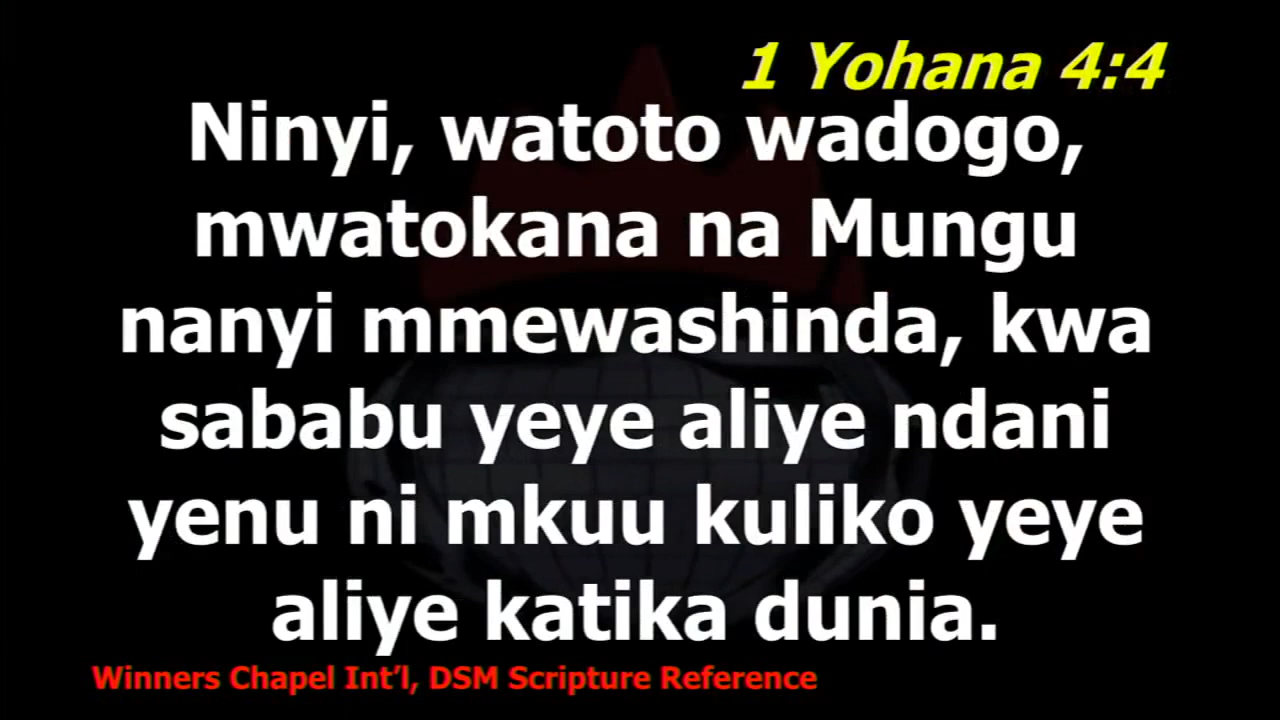 1 Yohana 4:4
Ninyi, watoto wadogo,
mwatokana na Mungu
nanyi mmewashinda, kwa
sababu yeye aliye ndani
yenu ni mkuu kuliko yeye
aliye katika dunia.
Winners Chapel Int’l, DSM Scripture Reference